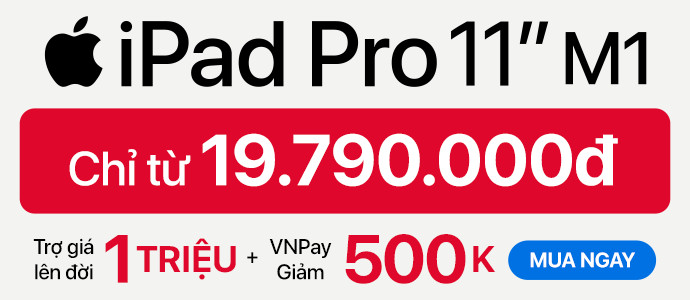 iPad Pro 11” M1
Chỉ từ 19.790.000đ
Trợ giá lên đời 1 TRIỆU + VNPay Giảm 500K
MUA NGAY